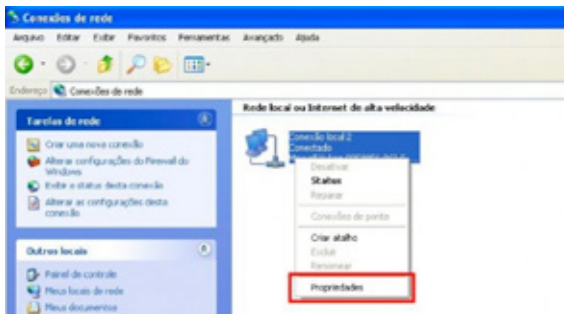 Conexões de rede
Arquivo Editar Exibir Favoritos Ferramentas Avançado Ajuda
Endereço Conexões de rede
Rede local ou Internet de alta velocidade
Tarefas de rede
Criar uma nova conexão
Alterar configurações do Firewall do
Windows
Exibir o status desta conexão
Alterar as configurações desta
conexão
Outros locais
Painel de controle
Meus locais de rede
Meus documentos
Conexão local 2
Conectado
Desativar
Status
Reparar
Conexões de ponte
Criar atalho
Excluir
Renomear
Propriedades